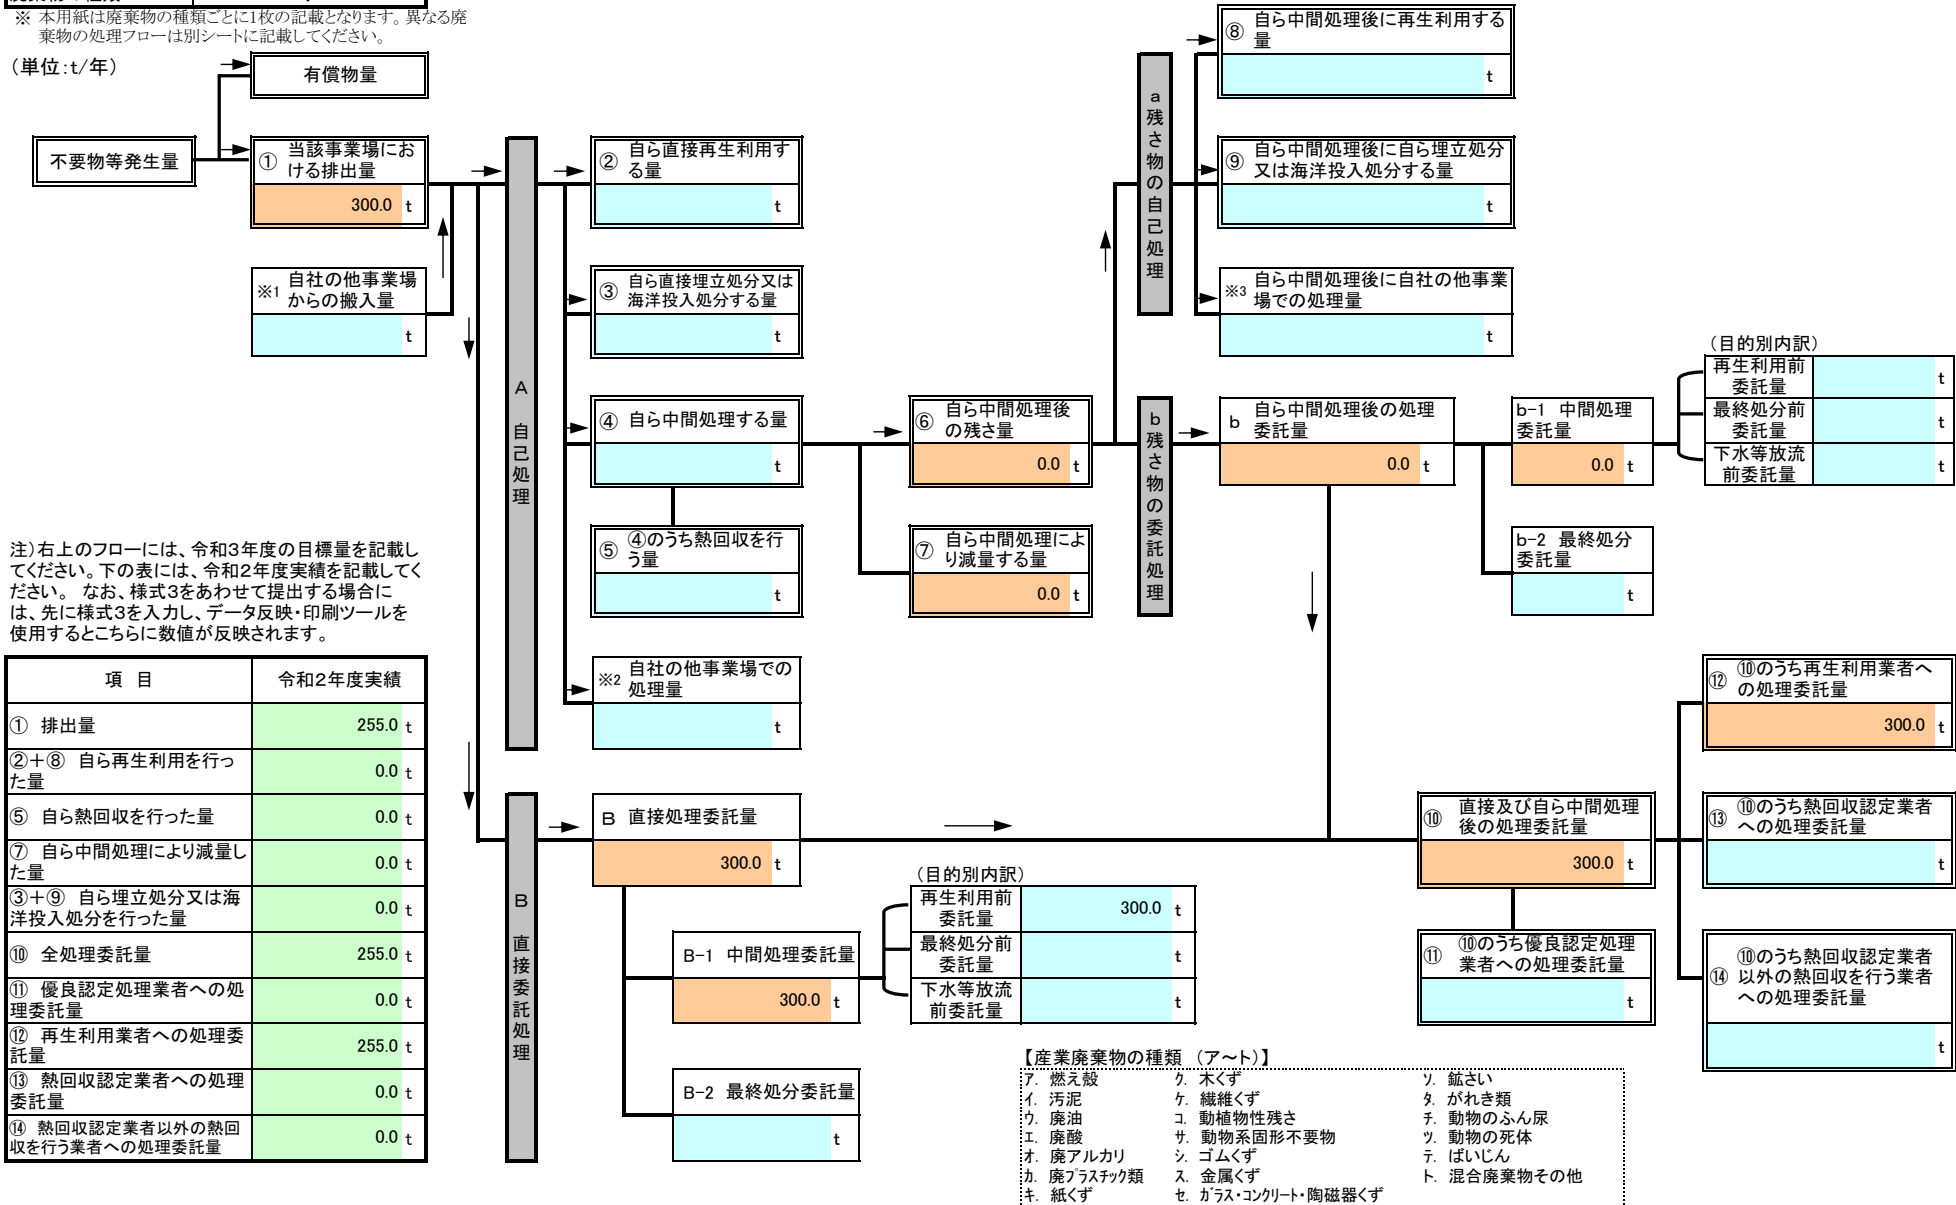 ※ 本用紙は廃棄物の種類ごとに1枚の記載となります。異なる廃
棄物の処理フローは別シートに記載してください。
(単位:t/年)
有償物量
不要物等発生量
① 当該事業場にお
ける排出量
300.0 t
※1 自社の他事業場
からの搬入量
t
A 自己処理
② 自ら直接再生利用す
る量
t
③ 自ら直接埋立処分又は
海洋投入処分する量
t
④ 自ら中間処理する量
t
⑤ ④のうち熱回収を行
う量
t
※2 自社の他事業場での
処理量
t
⑥ 自ら中間処理後
の残さ量
0.0 t
⑦ 自ら中間処理によ
り減量する量
0.0 t
a残さ物の自己処理
⑧ 自ら中間処理後に再生利用する
量
t
⑨ 自ら中間処理後に自ら埋立処分
又は海洋投入処分する量
t
※3 自ら中間処理後に自社の他事業
場での処理量
t
b残さ物の委託処理
b 自ら中間処理後の処理
委託量
0.0 t
b-1 中間処理
委託量
0.0 t
(目的別内訳)
再生利用前
委託量
t
最終処分前
委託量
t
下水等放流
前委託量
t
b-2 最終処分
委託量
t
注)右上のフローには、令和3年度の目標量を記載し
てください。下の表には、令和2年度実績を記載してく
ださい。 なお、様式3をあわせて提出する場合に
は、先に様式3を入力し、データ反映・印刷ツールを
使用するとこちらに数値が反映されます。
項 目 令和2年度実績
① 排出量 255.0 t
②+⑧ 自ら再生利用を行っ
た量
0.0 t
⑤ 自ら熱回収を行った量 0.0 t
⑦ 自ら中間処理により減量し
た量
0.0 t
③+⑨ 自ら埋立処分又は海
洋投入処分を行った量
0.0 t
⑩ 全処理委託量 255.0 t
⑪ 優良認定処理業者への処
理委託量
0.0 t
⑫ 再生利用業者への処理委
託量
255.0 t
⑬ 熱回収認定業者への処理
委託量
0.0 t
⑭ 熱回収認定業者以外の熱回
収を行う業者への処理委託量
0.0 t
B 直接委託処理
B 直接処理委託量
300.0 t
B-1 中間処理委託量
300.0 t
(目的別内訳)
再生利用前
委託量
300.0 t
最終処分前
委託量
t
下水等放流
前委託量
t
B-2 最終処分委託量
t
⑩ 直接及び自ら中間処理
後の処理委託量
300.0 t
⑪ ⑩のうち優良認定処理
業者への処理委託量
t
⑫ ⑩のうち再生利用業者へ
の処理委託量
300.0 t
⑬ ⑩のうち熱回収認定業者
への処理委託量
t
⑭ ⑩のうち熱回収認定業者
以外の熱回収を行う業者
への処理委託量
t
【産業廃棄物の種類 (ア~ト)】
ア. 燃え殻 ク. 木くず ソ. 鉱さい
イ. 汚泥 ケ. 繊維くず タ. がれき類
ウ. 廃油 コ. 動植物性残さ チ. 動物のふん尿
エ. 廃酸 サ. 動物系固形不要物 ツ. 動物の死体
オ. 廃アルカリ シ. ゴムくず テ. ばいじん
カ. 廃プラスチック類 ス. 金属くず ト. 混合廃棄物その他
キ. 紙くず セ. ガラス・コンクリート・陶磁器くず